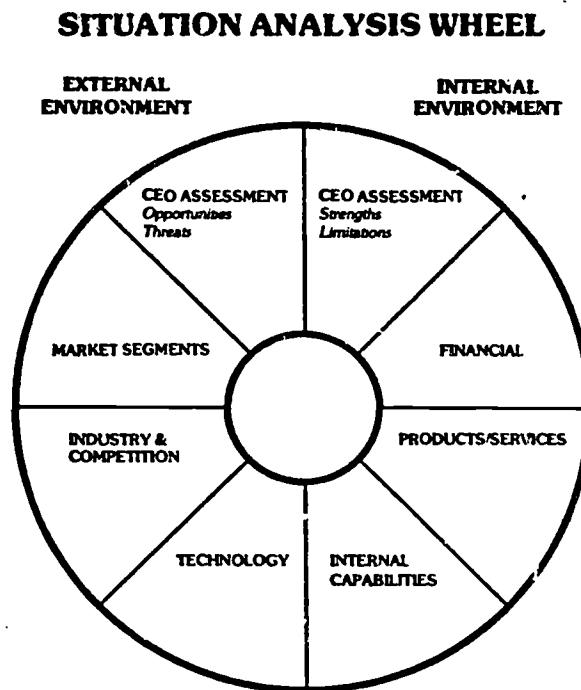 SITUATION ANALYSIS WHEEL
EXTERNAL
ENVIRONMENT
INTERNAL
ENVIRONMENT
CEO ASSESSMENT
Opportunities
Threats
CEO ASSESSMENT
Strengths
Limitations
MARKET SEGMENTS
FINANCIAL
INDUSTRY &
COMPETITION
PRODUCTS/SERVICES
TECHNOLOGY
INTERNAL
CAPABILITIES